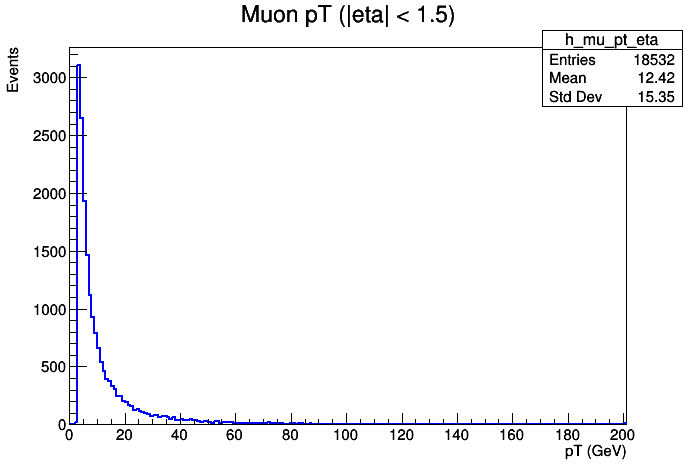 Muon pT (|eta| < 1.5)
h_mu_pt_eta
Entries 18532
Mean 12.42
Std Dev 15.35
Events
3000
2500
2000
1500
1000
500
0
0 20 40 60 80 100 120 140 160 180 200
pT (GeV)